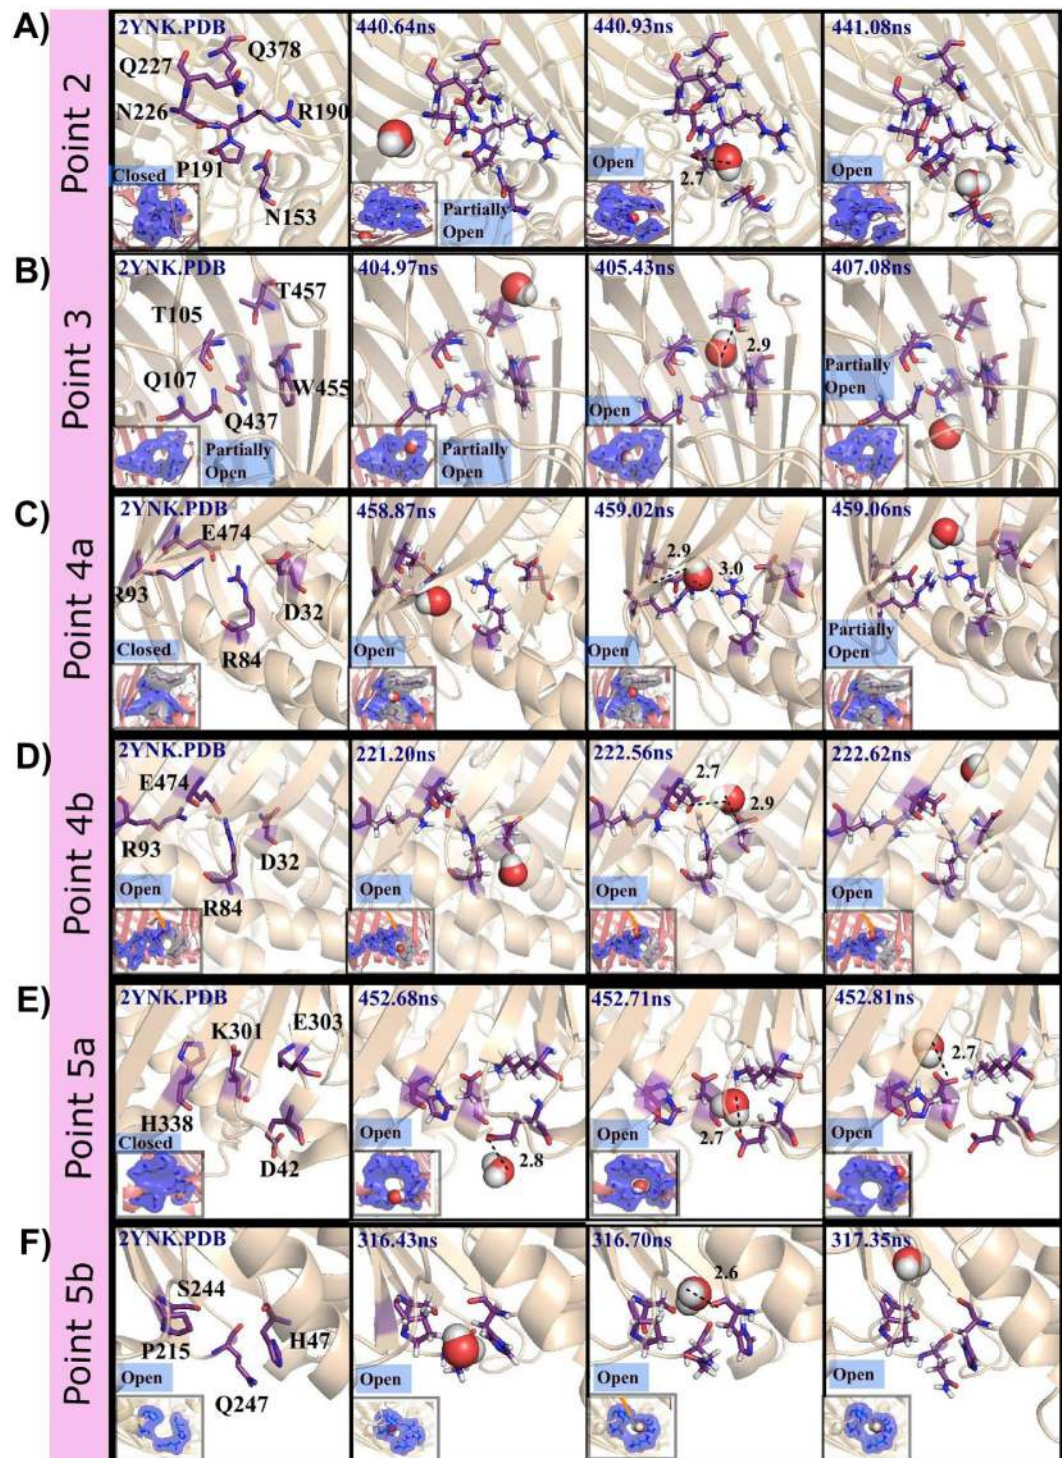 A)
Point 2
2YNK.PDB
Q378
Q227
N226
R190
P191
Closed
N153
440.64ns
Partially
Open
440.93ns
Open
2.7
441.08ns
Open
B)
Point 3
2YNK.PDB
T457
T105
Q107
W455
Q437
Partially
Open
404.97ns
Partially
Open
405.43ns
2.9
Open
407.08ns
Partially
Open
C)
Point 4a
2YNK.PDB
E474
R93
D32
Closed
R84
458.87ns
Open
459.02ns
2.9
3.0
Open
459.06ns
Partially
Open
D)
Point 4b
2YNK.PDB
E474
R93
D32
Open
R84
221.20ns
Open
222.56ns
2.7
2.9
Open
222.62ns
Open
E)
Point 5a
2YNK.PDB
K301
E303
H338
Closed
D42
452.68ns
Open
2.8
452.71ns
2.7
Open
452.81ns
2.7
Open
F)
Point 5b
2YNK.PDB
S244
P215
H47
Open
Q247
316.43ns
Open
316.70ns
2.6
Open
317.35ns
Open